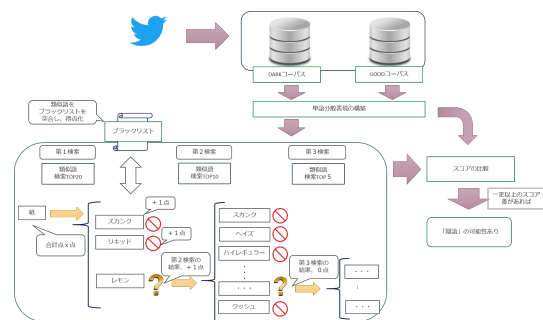 DARKコーパス
GOODコーパス
単語分散表現の構築
類似語を
ブラックリストを
突合し、得点化
ブラックリスト
スコアの比較
一定以上のスコア
差があれば
「隠語」の可能性あり
第1検索
第2検索
第3検索
類似語
検索TOP20
類似語
検索TOP10
類似語
検索TOP 5
紙
合計点x点
スカンク
+1点
リキッド
+1点
レモン
第2検索の
結果、+1点
スカンク
ヘイズ
ハイレギュラー
・
・
・・・
クッシュ
第3検索の
結果、0点
・・・
:
・・・